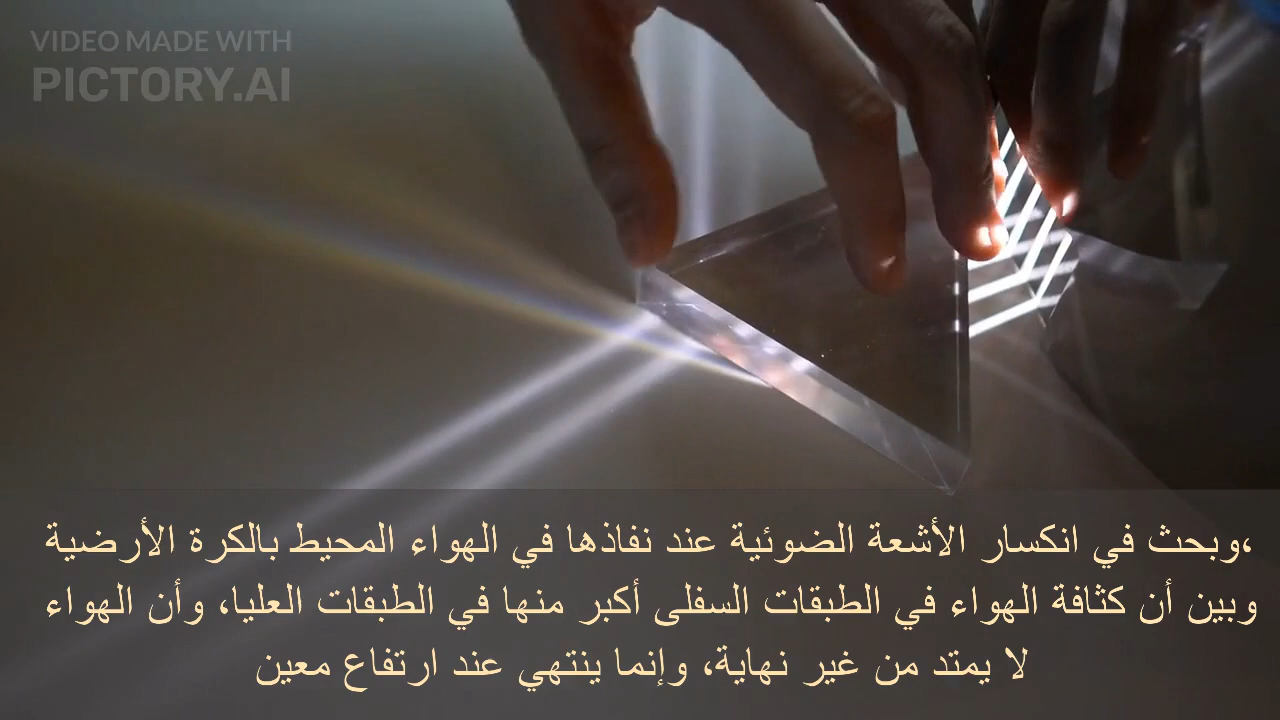 VIDEO MADE WITH
PICTORY.AI
،وبحث في انكسار الأشعة الضوئية عند نفاذها في الهواء المحيط بالكرة الأرضية
وبين أن كثافة الهواء في الطبقات السفلى أكبر منها في الطبقات العليا، وأن الهواء
لا يمتد من غير نهاية، وإنما ينتهي عند ارتفاع معين